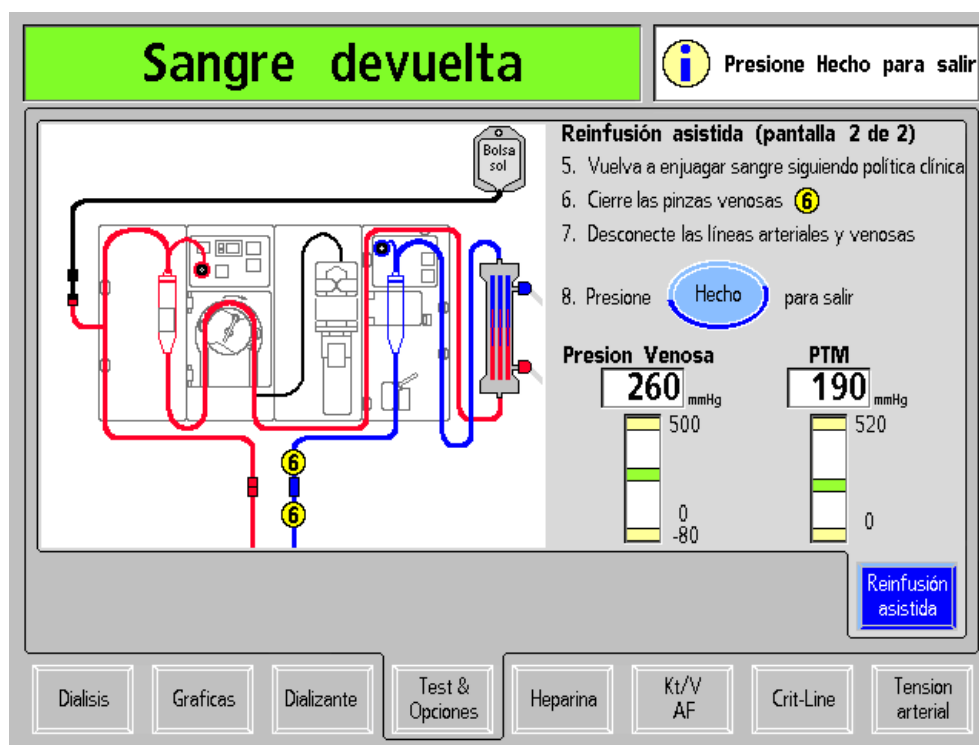 Sangre devuelta
i
Presione Hecho para salir
Bolsa
sol
6
6
Reinfusión asistida (pantalla 2 de 2)
5. Vuelva a enjuagar sangre siguiendo política clínica
6. Cierre las pinzas venosas 6
7. Desconecte las líneas arteriales y venosas
8. Presione Hecho para salir
Presion Venosa
260 mmHg
500
0
-80
PTM
190 mmHg
520
0
Reinfusión
asistida
Dialisis
Graficas
Dializante
Test &
Opciones
Heparina
Kt/V
AF
Crit-Line
Tension
arterial